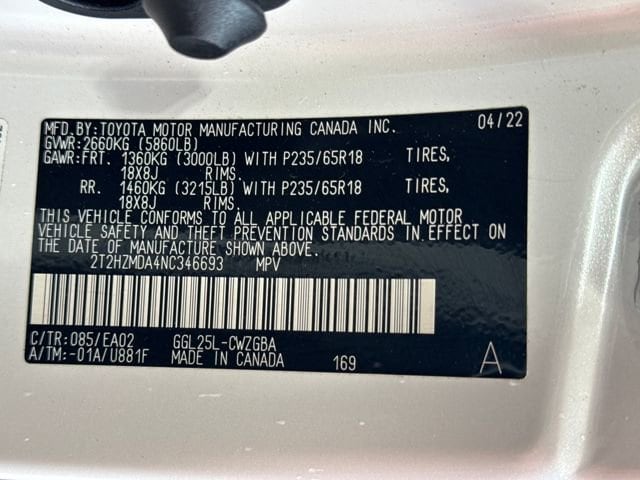 MFD.BY:TOYOTA MOTOR MANUFACTURING CANADA INC. 04/22
GVWR:2660KG (5860LB)
GAWR:FRT. 1360KG (3000LB) WITH P235/65R18 TIRES,
18X8J RIMS.
RR. 1460KG (3215LB) WITH P235/65R18 TIRES,
18X8J RIMS.
THIS VEHICLE CONFORMS TO ALL APPLICABLE FEDERAL MOTOR
VEHICLE SAFETY AND THEFT PREVENTION STANDARDS IN EFFECT ON
THE DATE OF MANUFACTURE SHOWN ABOVE.
2T2HZMDA4NC346693 MPV
C/TR:085/EA02 GGL25L-CWZGBA
A/TM:-01A/U881F MADE IN CANADA 169 A